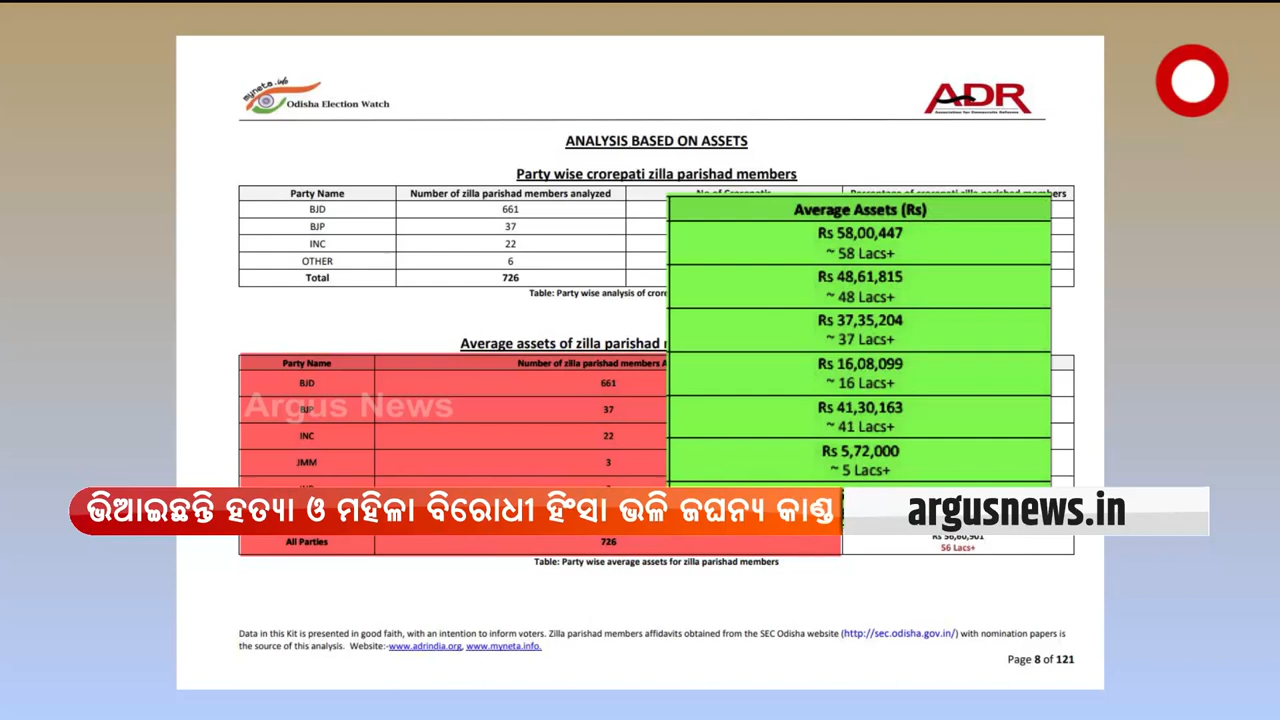 myneta.info
Odisha Election Watch
ADR
ANALYSIS BASED ON ASSETS
Party wise crorepati zilla parishad members
Party Name Number of zilla parishad members analyzed
BJD 661
BJP 37
INC 22
OTHER 6
Total 726
Table: Party wise analysis of
Average assets of zilla parishad
Party Name Number of zilla parishad members
BJD 661
BJP 37
INC 22
JMM 3
All Parties 726
56 Lacs+
Table: Party wise average assets for zilla parishad members
Average Assets (Rs)
Rs 58,00,447
~ 58 Lacs+
Rs 48,61,815
~ 48 Lacs+
Rs 37,35,204
~ 37 Lacs+
Rs 16,08,099
~ 16 Lacs+
Rs 41,30,163
~ 41 Lacs+
Rs 5,72,000
~ 5 Lacs+
Argus News
ଭିଆଇଛନ୍ତି ହତ୍ୟା ଓ ମହିଳା ବିରୋଧୀ ହିଂସା ଭଳି ଜଘନ୍ୟ କାଣ୍ଡ
argusnews.in
Data in this Kit is presented in good faith, with an intention to inform voters. Zilla parishad members affidavits obtained from the SEC Odisha website (http://sec.odisha.gov.in/) with nomination papers is
the source of this analysis. Website:-www.adrindia.org, www.myneta.info.
Page 8 of 121